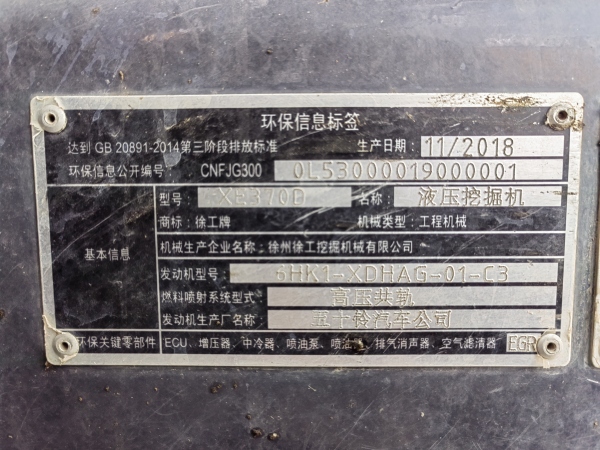 环保信息标签
达到 GB 20891-2014第三阶段排放标准 生产日期: 11/2018
环保信息公开编号: CNFJG300 0L53000019000001
基本信息
型号: XE370D 名称: 液压挖掘机
商标: 徐工牌 机械类型: 工程机械
机械生产企业名称: 徐州徐工挖掘机械有限公司
发动机型号: 6HK1-XDHAG-01-C3
燃料喷射系统型式: 高压共轨
发动机生产厂名称: 五十铃汽车公司
环保关键零部件 ECU、增压器、中冷器、喷油泵、喷油器、排气消声器、空气滤清器 EGR